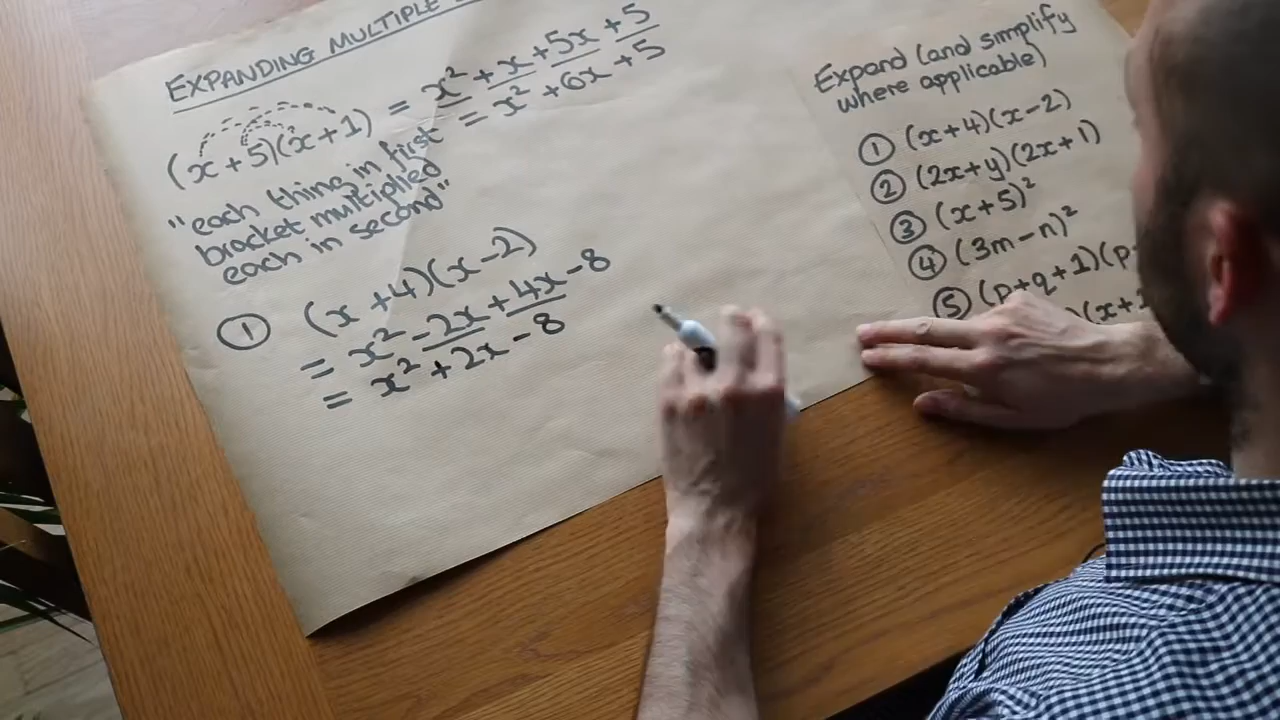 EXPANDING MULTIPLE
(x+5)(x+1) = x² + x + 5x + 5
= x² + 6x + 5
"each thing in first
bracket multiplied
each in second"
① (x+4)(x-2)
= x² - 2x + 4x - 8
= x² + 2x - 8
Expand (and simplify
where applicable)
① (x+4)(x-2)
② (2x+y)(2x+1)
③ (x+5)²
④ (3m-n)²
⑤ (p+q+1)(p-
)(x+1